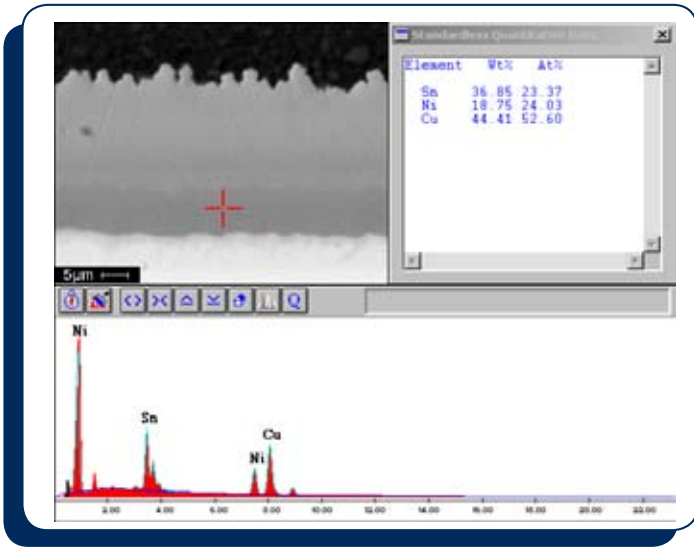 Standardless Quantitative Data
Element Wt% At%
Sn 36.85 23.37
Ni 18.75 24.03
Cu 44.41 52.60
5µm
Q
Ni
Sn
Ni
Cu
2.00 4.00 6.00 8.00 10.00 12.00 14.00 16.00 18.00 20.00 22.00